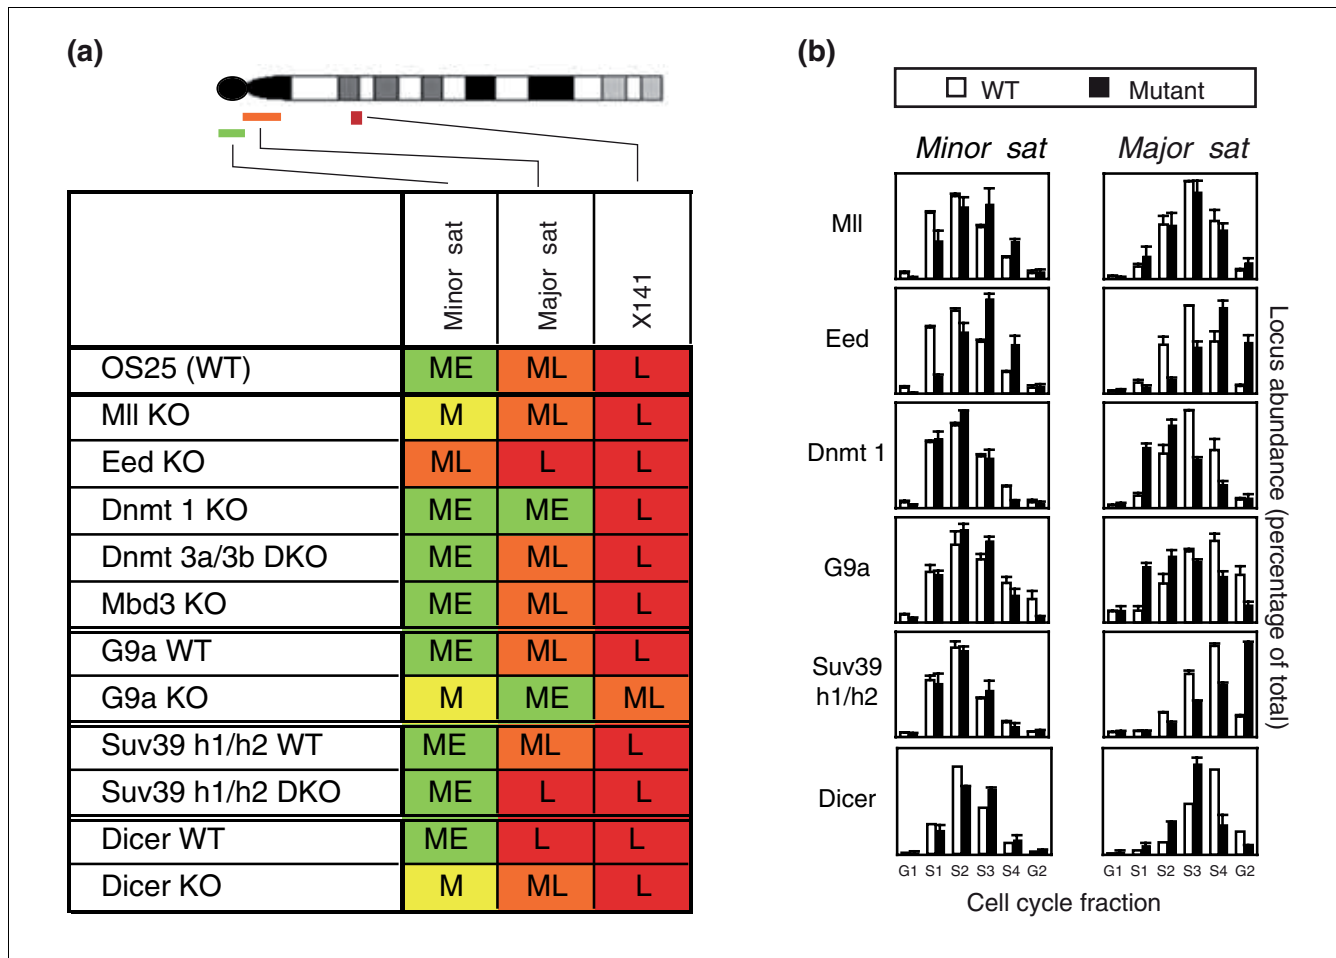 (a)
Minor sat
Major sat
X141
OS25 (WT) ME ML L
Mll KO M ML L
Eed KO ML L L
Dnmt 1 KO ME ME L
Dnmt 3a/3b DKO ME ML L
Mbd3 KO ME ML L
G9a WT ME ML L
G9a KO M ME ML
Suv39 h1/h2 WT ME ML L
Suv39 h1/h2 DKO ME L L
Dicer WT ME L L
Dicer KO M ML L
(b)
WT Mutant
Minor sat Major sat
Mll
Eed
Dnmt 1
G9a
Suv39
h1/h2
Dicer
G1 S1 S2 S3 S4 G2 G1 S1 S2 S3 S4 G2
Cell cycle fraction
Locus abundance (percentage of total)